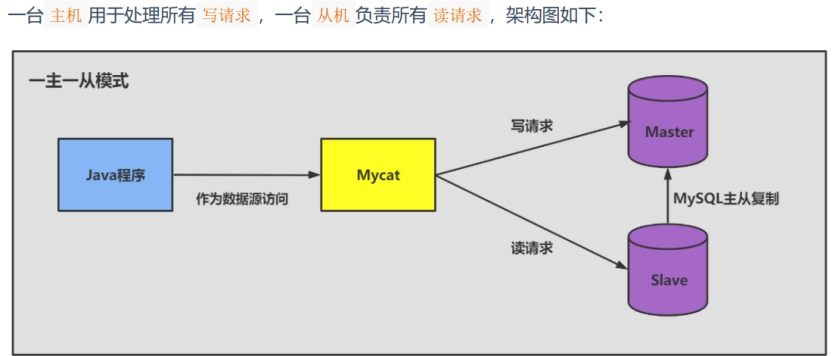 一台 主机 用于处理所有 写请求 ，一台 从机 负责所有 读请求 ，架构图如下：
一主一从模式
写请求
Master
Java程序
Mycat
作为数据源访问
MySQL主从复制
读请求
Slave